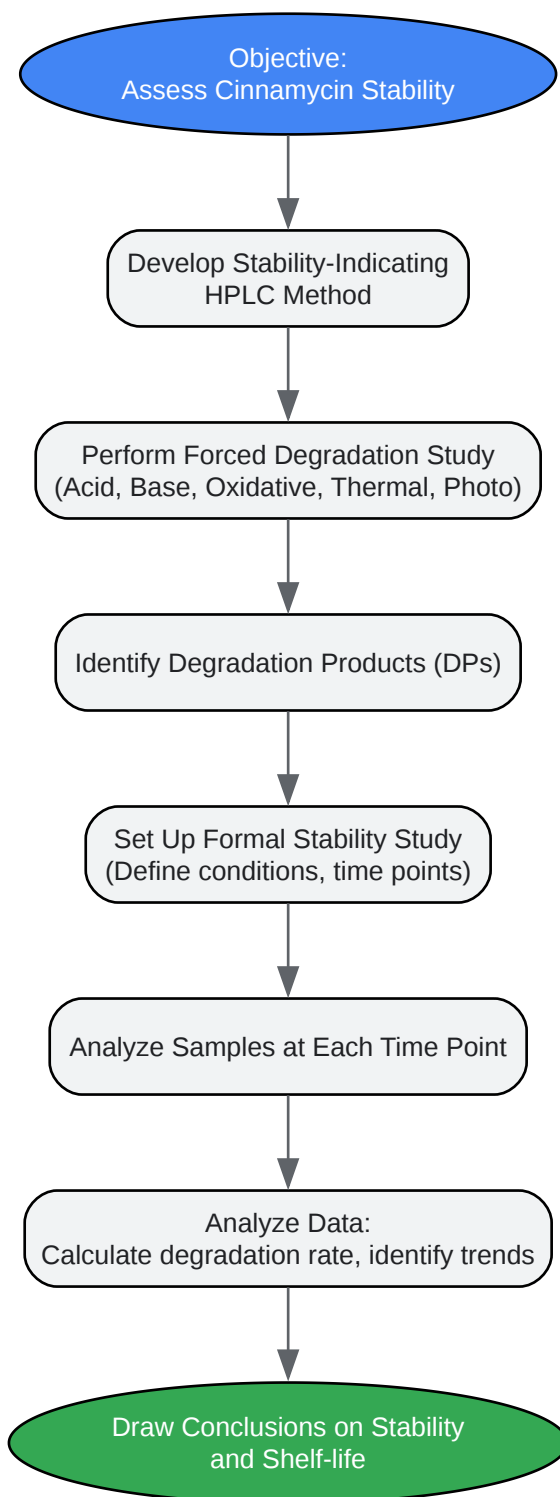 Objective:
Assess Cinnamycin Stability
Develop Stability-Indicating
HPLC Method
Perform Forced Degradation Study
(Acid, Base, Oxidative, Thermal, Photo)
Identify Degradation Products (DPs)
Set Up Formal Stability Study
(Define conditions, time points)
Analyze Samples at Each Time Point
Analyze Data:
Calculate degradation rate, identify trends
Draw Conclusions on Stability
and Shelf-life